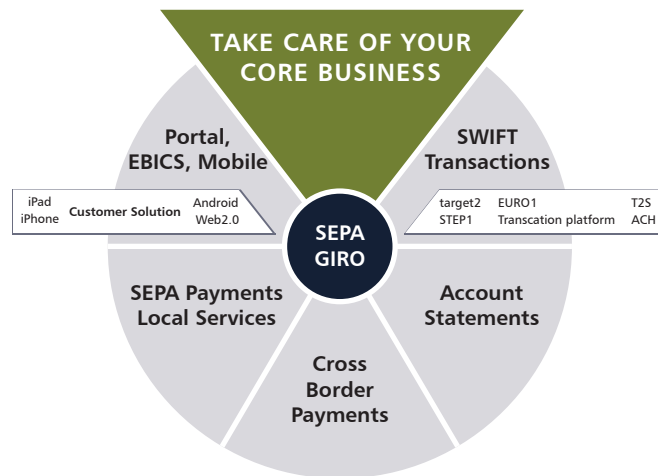 TAKE CARE OF YOUR
CORE BUSINESS
Portal,
EBICS, Mobile
SWIFT
Transactions
iPad
iPhone
Customer Solution
Android
Web2.0
target2 EURO1 T2S
STEP1 Transcation platform ACH
SEPA
GIRO
SEPA Payments
Local Services
Account
Statements
Cross
Border
Payments